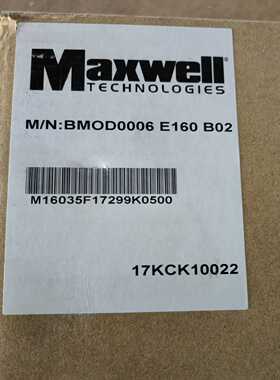 Maxwell
TECHNOLOGIES
M/N:BMOD0006 E160 B02
M16035F17299K0500
17KCK10022